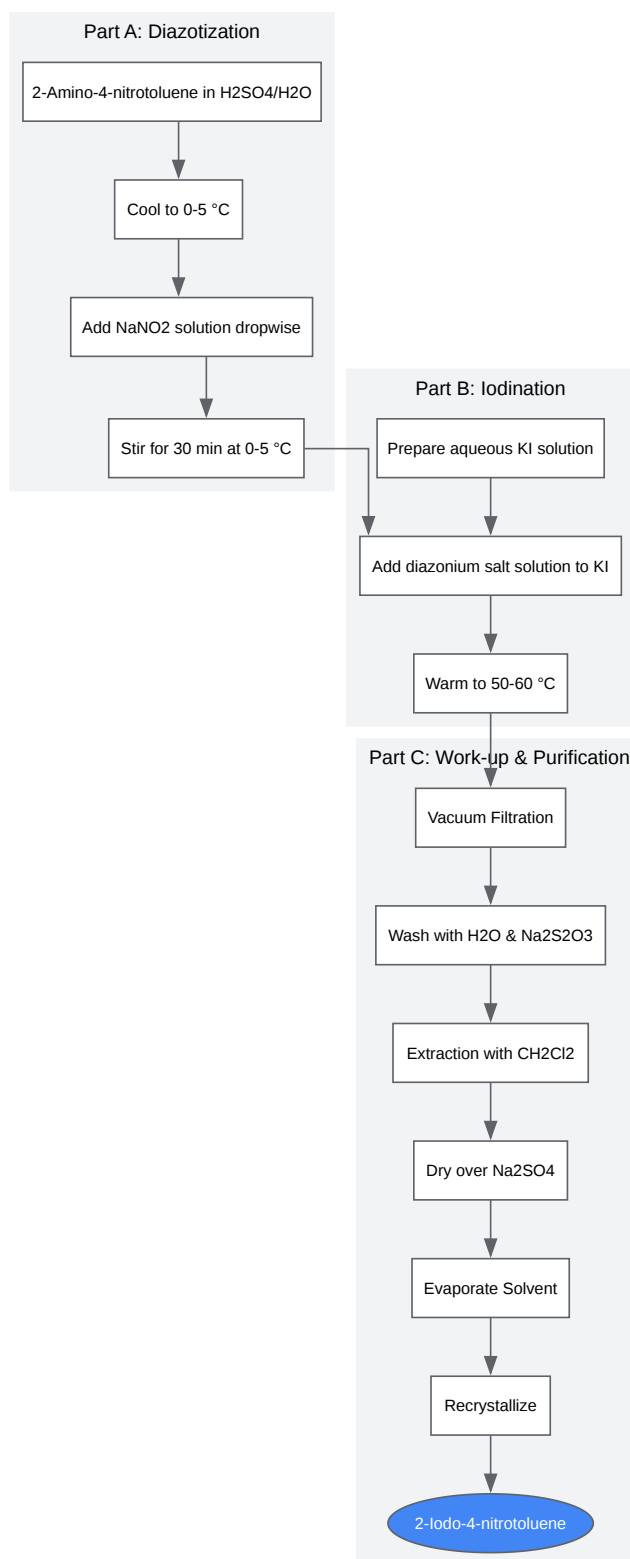 Part A: Diazotization
2-Amino-4-nitrotoluene in H2SO4/H2O
Cool to 0-5 °C
Add NaNO2 solution dropwise
Stir for 30 min at 0-5 °C
Part B: Iodination
Prepare aqueous KI solution
Add diazonium salt solution to KI
Warm to 50-60 °C
Part C: Work-up & Purification
Vacuum Filtration
Wash with H2O & Na2S2O3
Extraction with CH2Cl2
Dry over Na2SO4
Evaporate Solvent
Recrystallize
2-Iodo-4-nitrotoluene